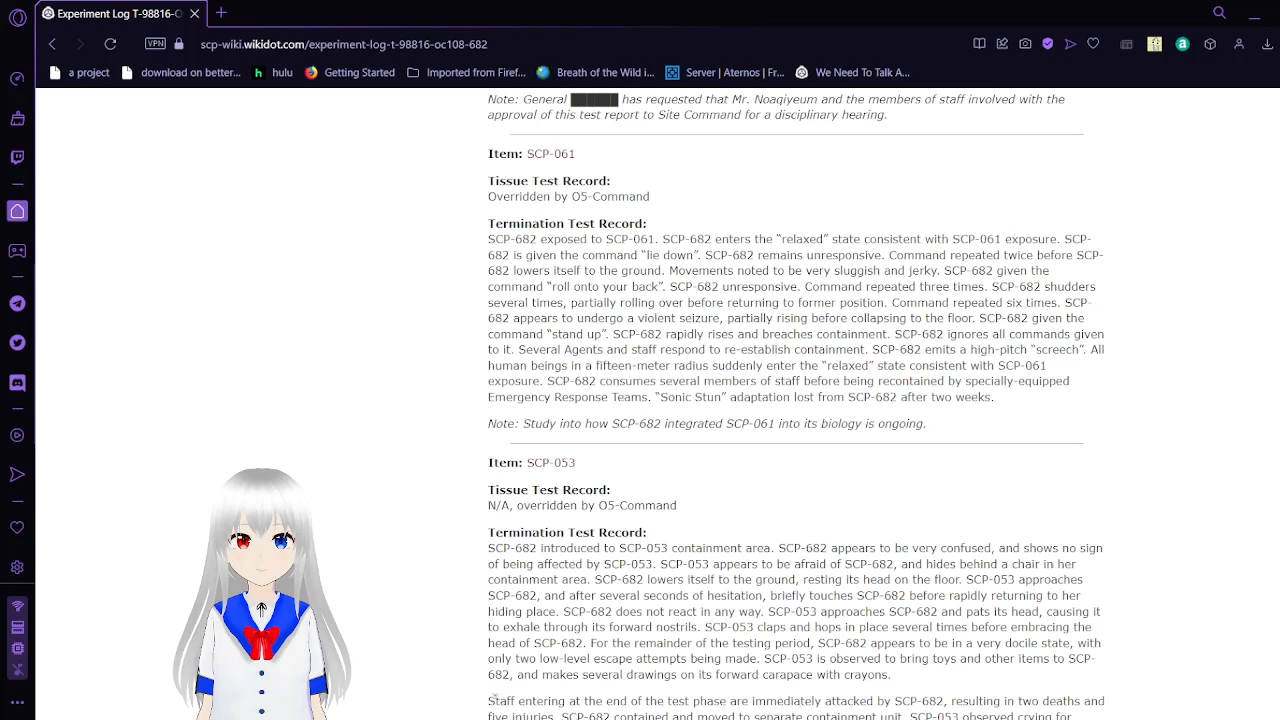 Experiment Log T-98816-O
VPN
scp-wiki.wikidot.com/experiment-log-t-98816-oc108-682
a project
download on better...
hulu
Getting Started
Imported from Firef...
Breath of the Wild i...
Server | Aternos | Fr...
We Need To Talk A...
Note: General ██████ has requested that Mr. Noaqiyeum and the members of staff involved with the
approval of this test report to Site Command for a disciplinary hearing.
Item: SCP-061
Tissue Test Record:
Overridden by O5-Command
Termination Test Record:
SCP-682 exposed to SCP-061. SCP-682 enters the “relaxed” state consistent with SCP-061 exposure. SCP-
682 is given the command “lie down”. SCP-682 remains unresponsive. Command repeated twice before SCP-
682 lowers itself to the ground. Movements noted to be very sluggish and jerky. SCP-682 given the
command “roll onto your back”. SCP-682 unresponsive. Command repeated three times. SCP-682 shudders
several times, partially rolling over before returning to former position. Command repeated six times. SCP-
682 appears to undergo a violent seizure, partially rising before collapsing to the floor. SCP-682 given the
command “stand up”. SCP-682 rapidly rises and breaches containment. SCP-682 ignores all commands given
to it. Several Agents and staff respond to re-establish containment. SCP-682 emits a high-pitch “screech”. All
human beings in a fifteen-meter radius suddenly enter the “relaxed” state consistent with SCP-061
exposure. SCP-682 consumes several members of staff before being recontained by specially-equipped
Emergency Response Teams. “Sonic Stun” adaptation lost from SCP-682 after two weeks.
Note: Study into how SCP-682 integrated SCP-061 into its biology is ongoing.
Item: SCP-053
Tissue Test Record:
N/A, overridden by O5-Command
Termination Test Record:
SCP-682 introduced to SCP-053 containment area. SCP-682 appears to be very confused, and shows no sign
of being affected by SCP-053. SCP-053 appears to be afraid of SCP-682, and hides behind a chair in her
containment area. SCP-682 lowers itself to the ground, resting its head on the floor. SCP-053 approaches
SCP-682, and after several seconds of hesitation, briefly touches SCP-682 before rapidly returning to her
hiding place. SCP-682 does not react in any way. SCP-053 approaches SCP-682 and pats its head, causing it
to exhale through its forward nostrils. SCP-053 claps and hops in place several times before embracing the
head of SCP-682. For the remainder of the testing period, SCP-682 appears to be in a very docile state, with
only two low-level escape attempts being made. SCP-053 is observed to bring toys and other items to SCP-
682, and makes several drawings on its forward carapace with crayons.
Staff entering at the end of the test phase are immediately attacked by SCP-682, resulting in two deaths and
five injuries. SCP-682 contained and moved to separate containment unit. SCP-053 observed crying for